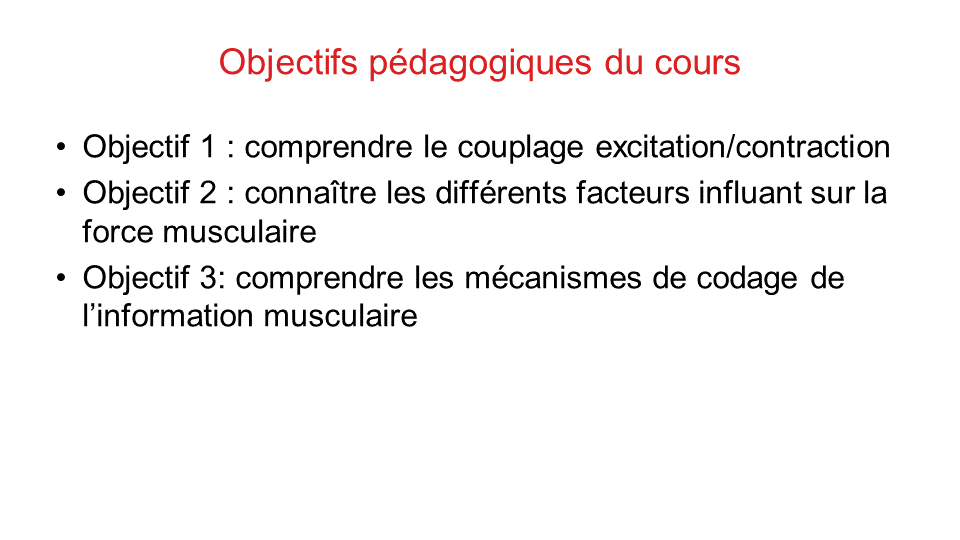 Objectifs pédagogiques du cours
• Objectif 1 : comprendre le couplage excitation/contraction
• Objectif 2 : connaître les différents facteurs influant sur la
force musculaire
• Objectif 3: comprendre les mécanismes de codage de
l’information musculaire